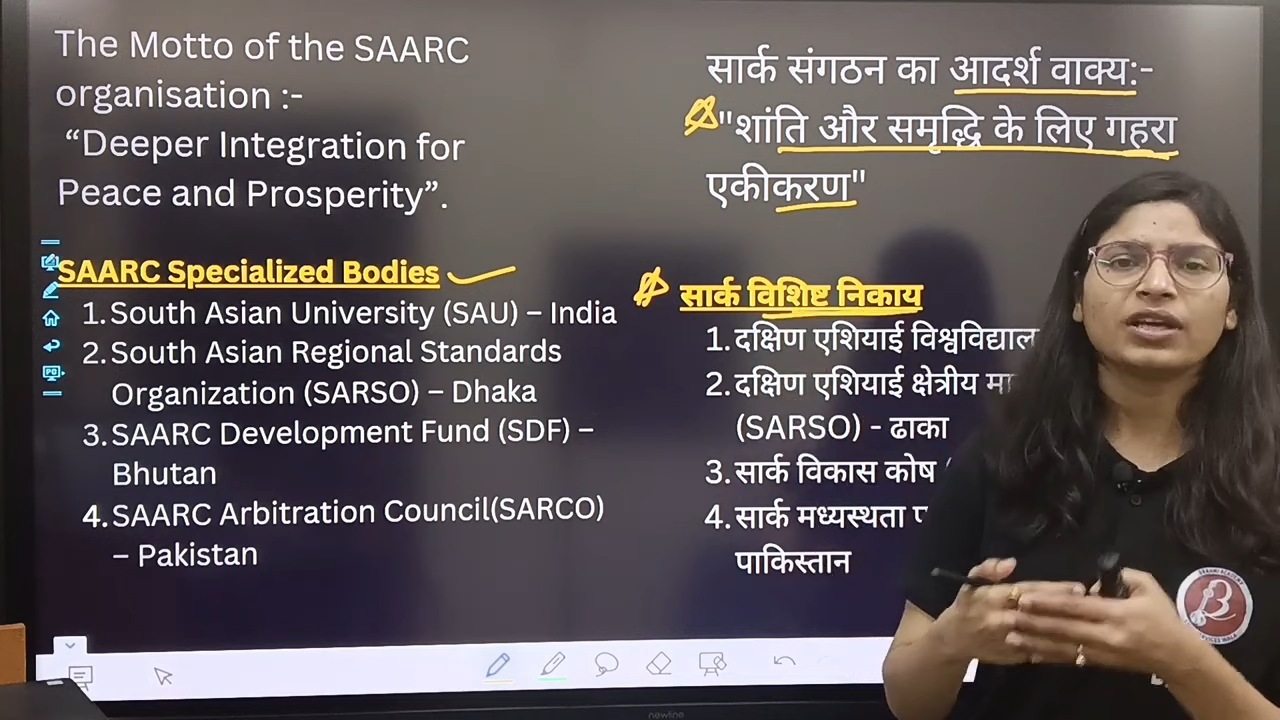 The Motto of the SAARC
organisation :-
“Deeper Integration for
Peace and Prosperity”.
SAARC Specialized Bodies
1. South Asian University (SAU) – India
2. South Asian Regional Standards
Organization (SARSO) – Dhaka
3. SAARC Development Fund (SDF) –
Bhutan
4. SAARC Arbitration Council(SARCO)
– Pakistan
सार्क संगठन का आदर्श वाक्य:-
"शांति और समृद्धि के लिए गहरा
एकीकरण"
सार्क विशिष्ट निकाय
1. दक्षिण एशियाई
2. दक्षिण एशियाई क्षेत्रीय
(SARSO) - ढाका
3. सार्क विकास कोष
4. सार्क मध्यस्थता
पाकिस्तान
newline